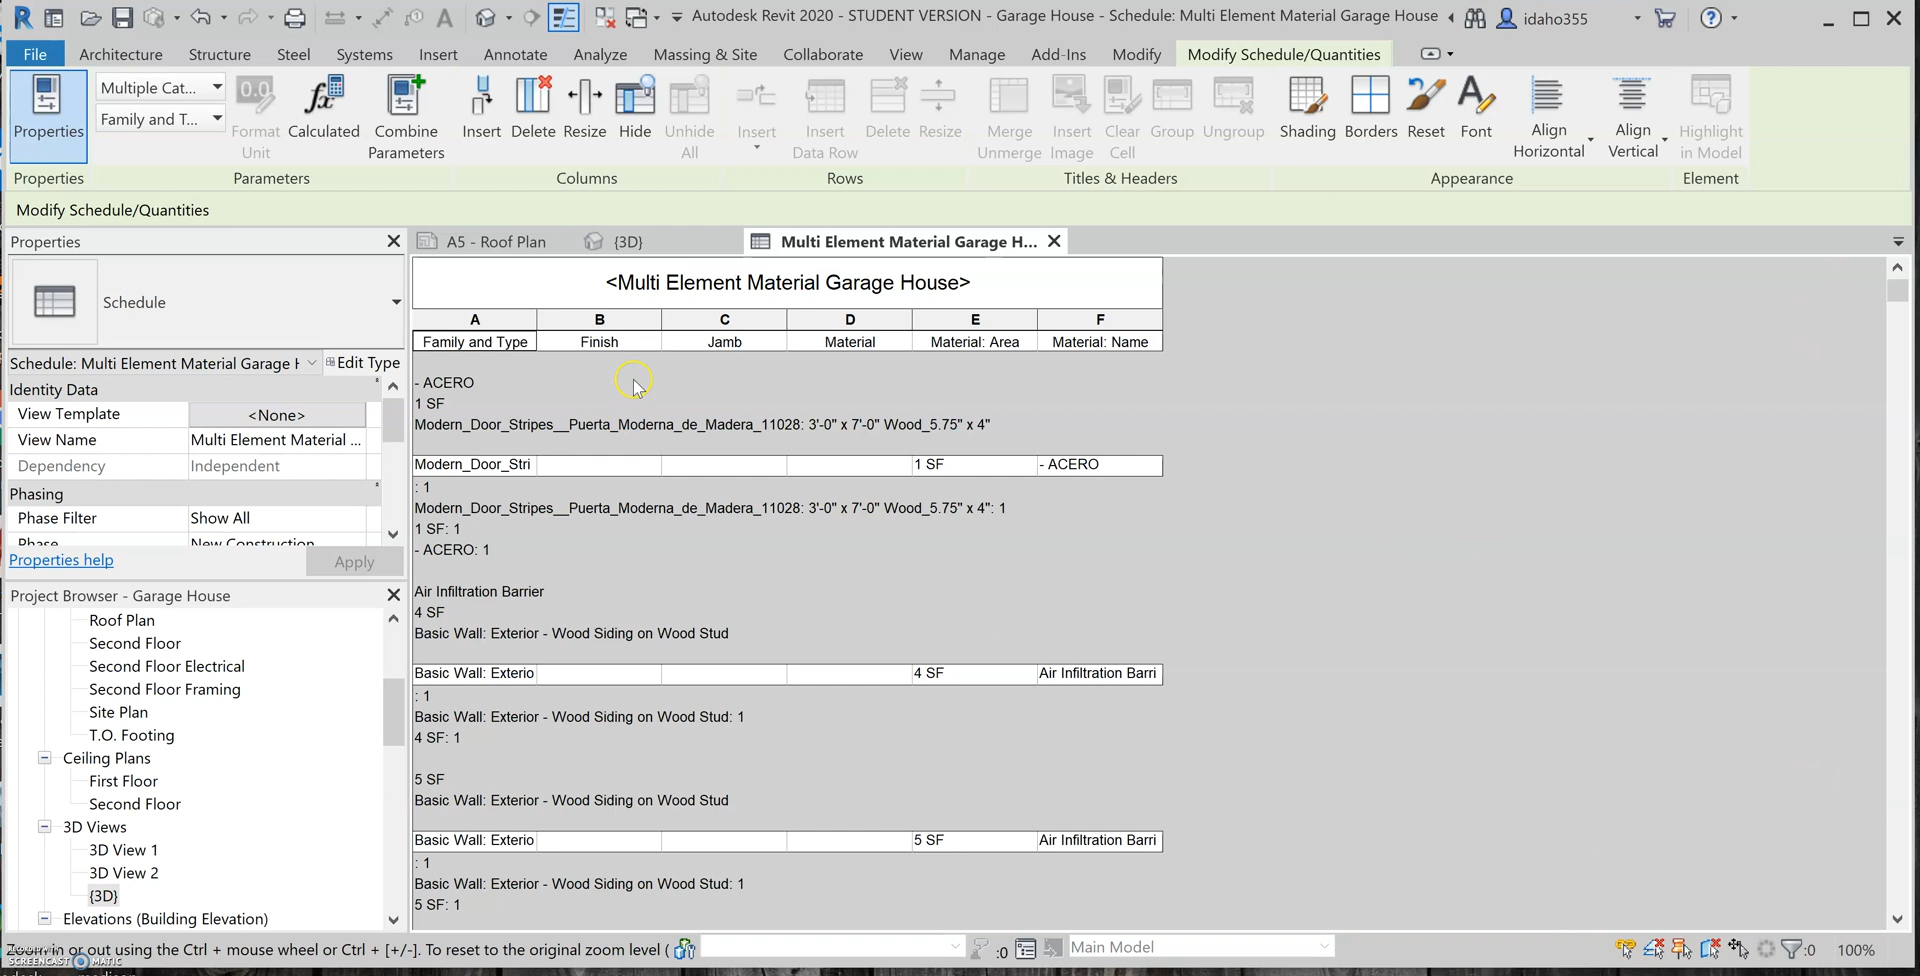 Autodesk Revit 2020 - STUDENT VERSION - Garage House - Schedule: Multi Element Material Garage House
idaho355
File Architecture Structure Steel Systems Insert Annotate Analyze Massing & Site Collaborate View Manage Add-Ins Modify Modify Schedule/Quantities
Multiple Cat...
Family and T...
Properties
Format Unit
Calculated
Combine Parameters
Insert
Delete
Resize
Hide
Unhide All
Insert
Insert Data Row
Delete
Resize
Merge Unmerge
Insert Image
Clear Cell
Group
Ungroup
Shading
Borders
Reset
Font
Align Horizontal
Align Vertical
Highlight in Model
Properties Parameters Columns Rows Titles & Headers Appearance Element
Modify Schedule/Quantities
Properties
Schedule
Schedule: Multi Element Material Garage H
Edit Type
Identity Data
View Template <None>
View Name Multi Element Material ...
Dependency Independent
Phasing
Phase Filter Show All
Phase New Construction
Properties help
Apply
Project Browser - Garage House
Roof Plan
Second Floor
Second Floor Electrical
Second Floor Framing
Site Plan
T.O. Footing
Ceiling Plans
First Floor
Second Floor
3D Views
3D View 1
3D View 2
{3D}
Elevations (Building Elevation)
A5 - Roof Plan
{3D}
Multi Element Material Garage H...
<Multi Element Material Garage House>
A B C D E F
Family and Type Finish Jamb Material Material: Area Material: Name
- ACERO
1 SF
Modern_Door_Stripes__Puerta_Moderna_de_Madera_11028: 3'-0" x 7'-0" Wood_5.75" x 4"
Modern_Door_Stri 1 SF - ACERO
: 1
Modern_Door_Stripes__Puerta_Moderna_de_Madera_11028: 3'-0" x 7'-0" Wood_5.75" x 4": 1
1 SF: 1
- ACERO: 1
Air Infiltration Barrier
4 SF
Basic Wall: Exterior - Wood Siding on Wood Stud
Basic Wall: Exterio 4 SF Air Infiltration Barri
: 1
Basic Wall: Exterior - Wood Siding on Wood Stud: 1
4 SF: 1
5 SF
Basic Wall: Exterior - Wood Siding on Wood Stud
Basic Wall: Exterio 5 SF Air Infiltration Barri
: 1
Basic Wall: Exterior - Wood Siding on Wood Stud: 1
5 SF: 1
Zoom in or out using the Ctrl + mouse wheel or Ctrl + [+/-]. To reset to the original zoom level (
:0
Main Model
:0
100%
SCREENCAST MATIC